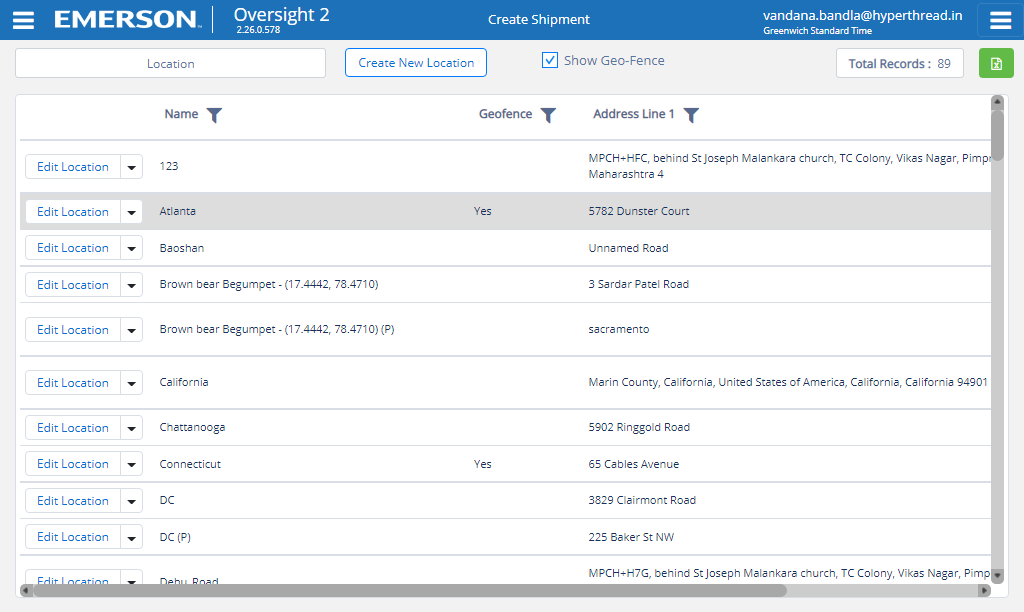 EMERSON
Oversight 2
2.26.0.578
Create Shipment
vandana.bandla@hyperthread.in
Greenwich Standard Time
Location
Create New Location
Show Geo-Fence
Total Records : 89
Name
Geofence
Address Line 1
Edit Location
123
MPCH+HFC, behind St Joseph Malankara church, TC Colony, Vikas Nagar, Pimpr
Maharashtra 4
Edit Location
Atlanta
Yes
5782 Dunster Court
Edit Location
Baoshan
Unnamed Road
Edit Location
Brown bear Begumpet - (17.4442, 78.4710)
3 Sardar Patel Road
Edit Location
Brown bear Begumpet - (17.4442, 78.4710) (P)
sacramento
Edit Location
California
Marin County, California, United States of America, California, California 94901
Edit Location
Chattanooga
5902 Ringgold Road
Edit Location
Connecticut
Yes
65 Cables Avenue
Edit Location
DC
3829 Clairmont Road
Edit Location
DC (P)
225 Baker St NW
Edit Location
Dehu_Road
MPCH+H7G, behind St Joseph Malankara church, TC Colony, Vikas Nagar, Pimp